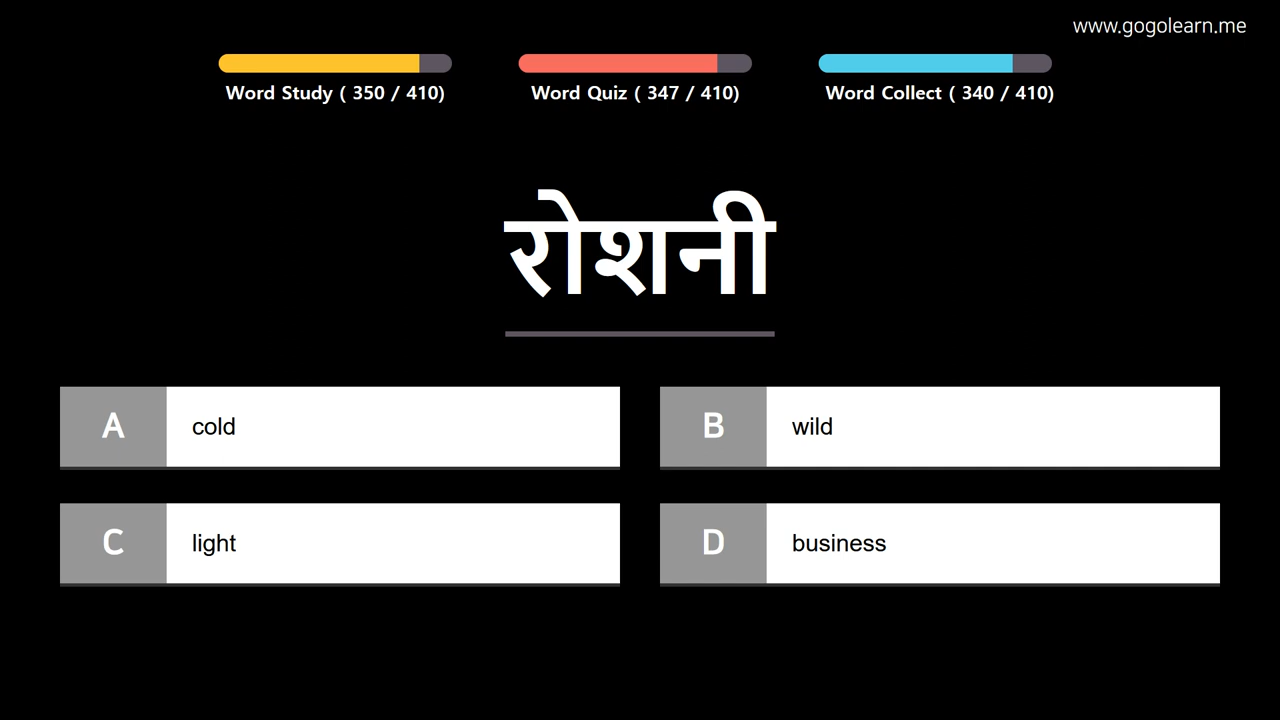 www.gogolearn.me
Word Study ( 350 / 410)
Word Quiz ( 347 / 410)
Word Collect ( 340 / 410)
रोशनी
A cold
B wild
C light
D business